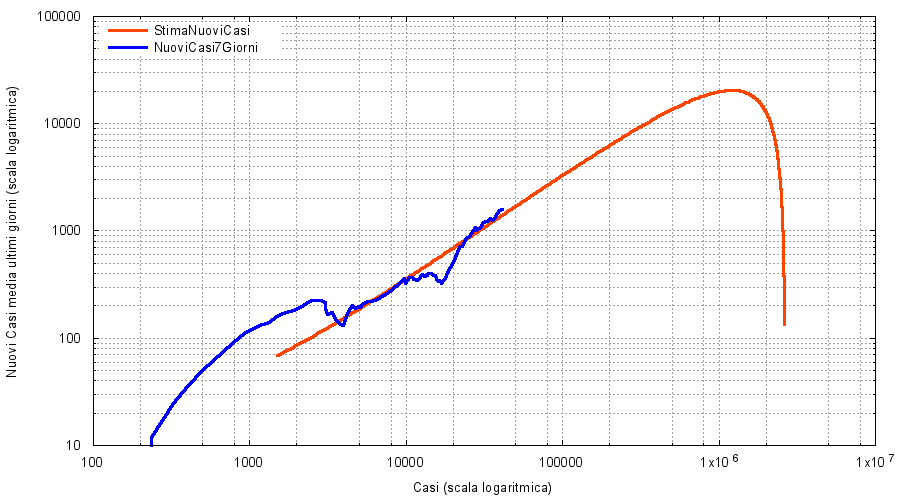 100000
StimaNuoviCasi
NuoviCasi7Giorni
10000
1000
100
10
Nuovi Casi media ultimi giorni (scala logaritmica)
100 1000 10000 100000 1x10^6 1x10^7
Casi (scala logaritmica)